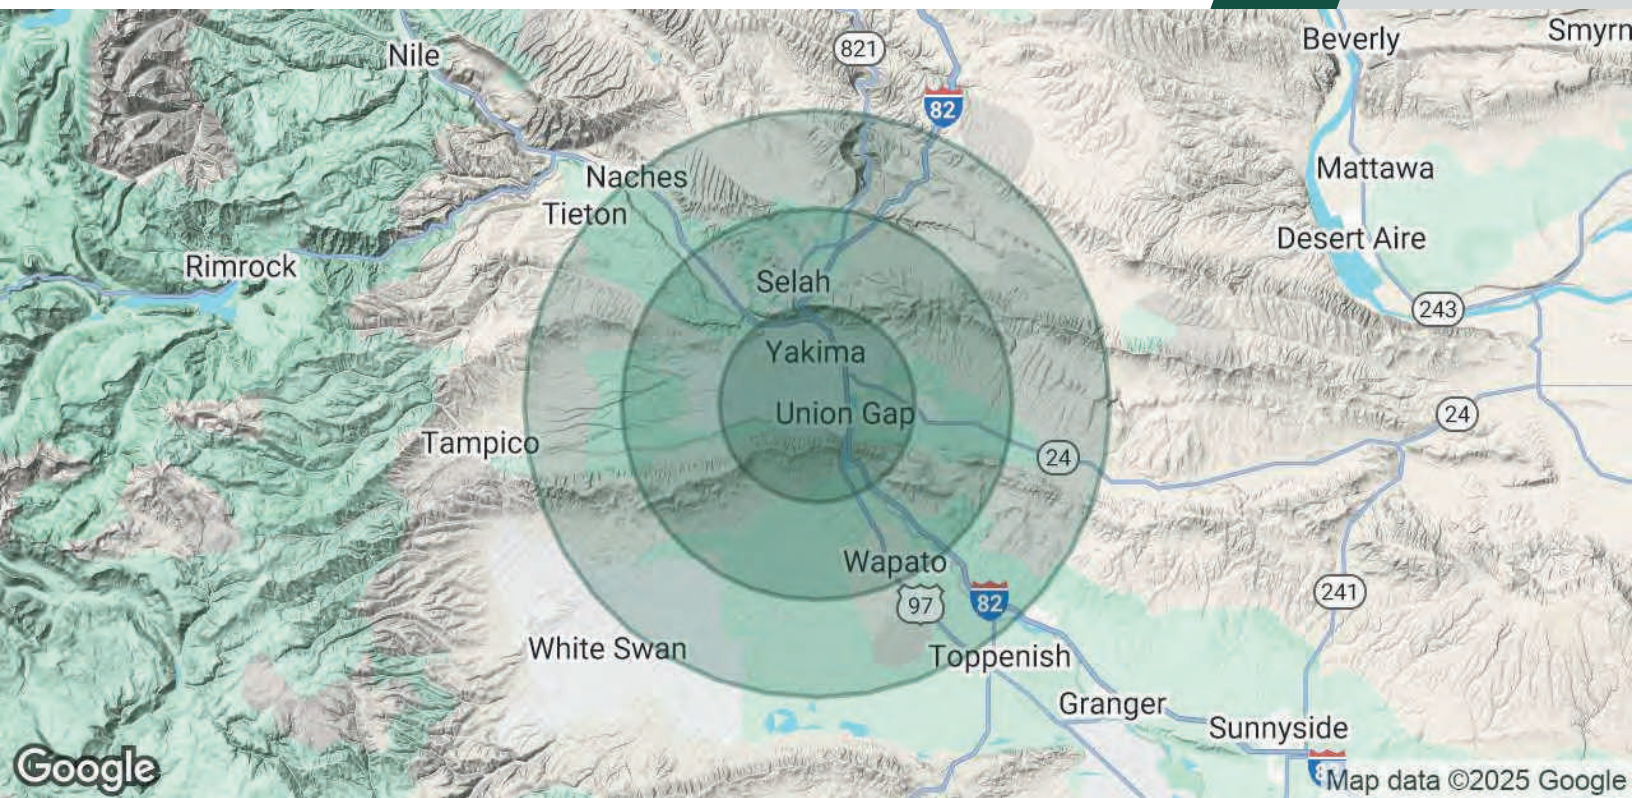 Beverly
Smyrn
821
Nile
82
Mattawa
Naches
Tieton
Desert Aire
Rimrock
Selah
243
Yakima
Union Gap
24
Tampico
24
Wapato
241
97
82
White Swan
Toppenish
Granger
Sunnyside
Google
Map data ©2025 Google